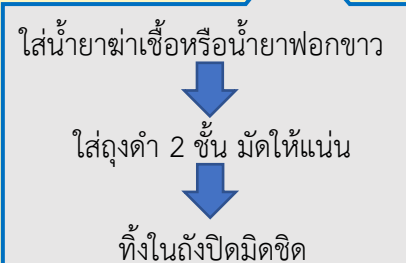 ใส่น้ำยาฆ่าเชื้อหรือน้ำยาฟอกขาว
ใส่ถุงดำ 2 ชั้น มัดให้แน่น
ทิ้งในถังปิดมิดชิด